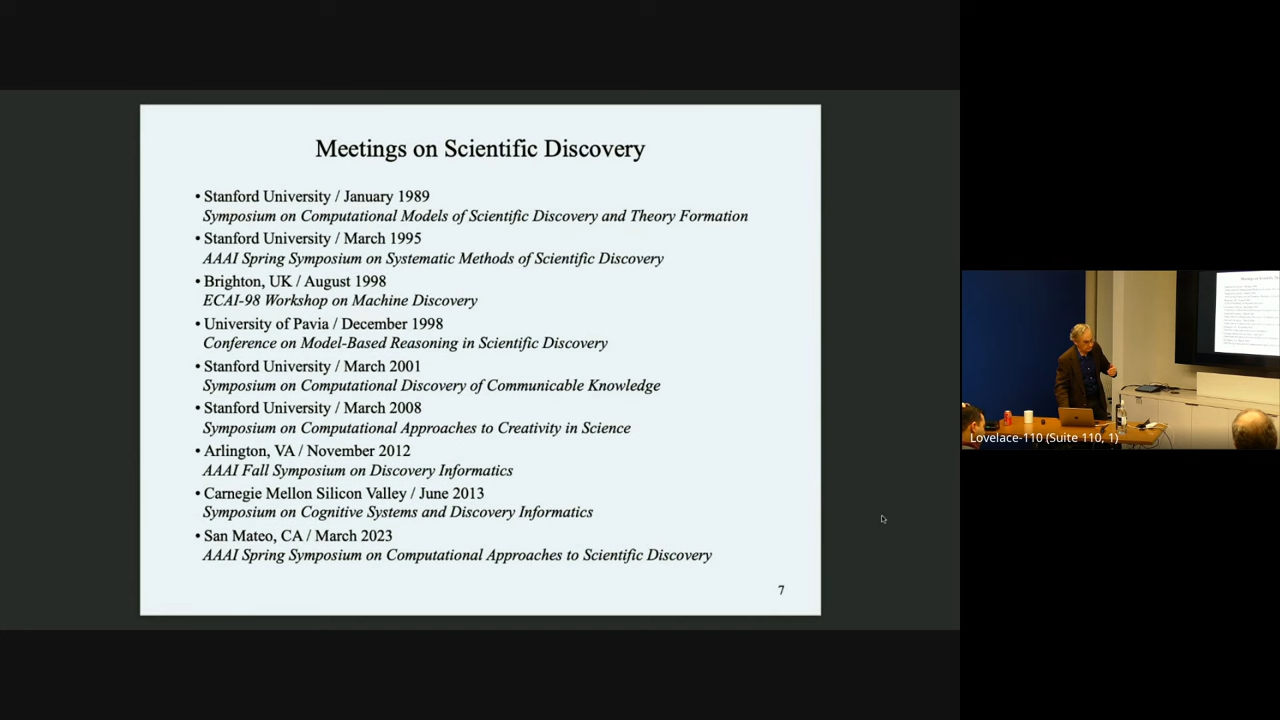 Meetings on Scientific Discovery
• Stanford University / January 1989
Symposium on Computational Models of Scientific Discovery and Theory Formation
• Stanford University / March 1995
AAAI Spring Symposium on Systematic Methods of Scientific Discovery
• Brighton, UK / August 1998
ECAI-98 Workshop on Machine Discovery
• University of Pavia / December 1998
Conference on Model-Based Reasoning in Scientific Discovery
• Stanford University / March 2001
Symposium on Computational Discovery of Communicable Knowledge
• Stanford University / March 2008
Symposium on Computational Approaches to Creativity in Science
• Arlington, VA / November 2012
AAAI Fall Symposium on Discovery Informatics
• Carnegie Mellon Silicon Valley / June 2013
Symposium on Cognitive Systems and Discovery Informatics
• San Mateo, CA / March 2023
AAAI Spring Symposium on Computational Approaches to Scientific Discovery
7
Lovelace-110 (Suite 110, 1)